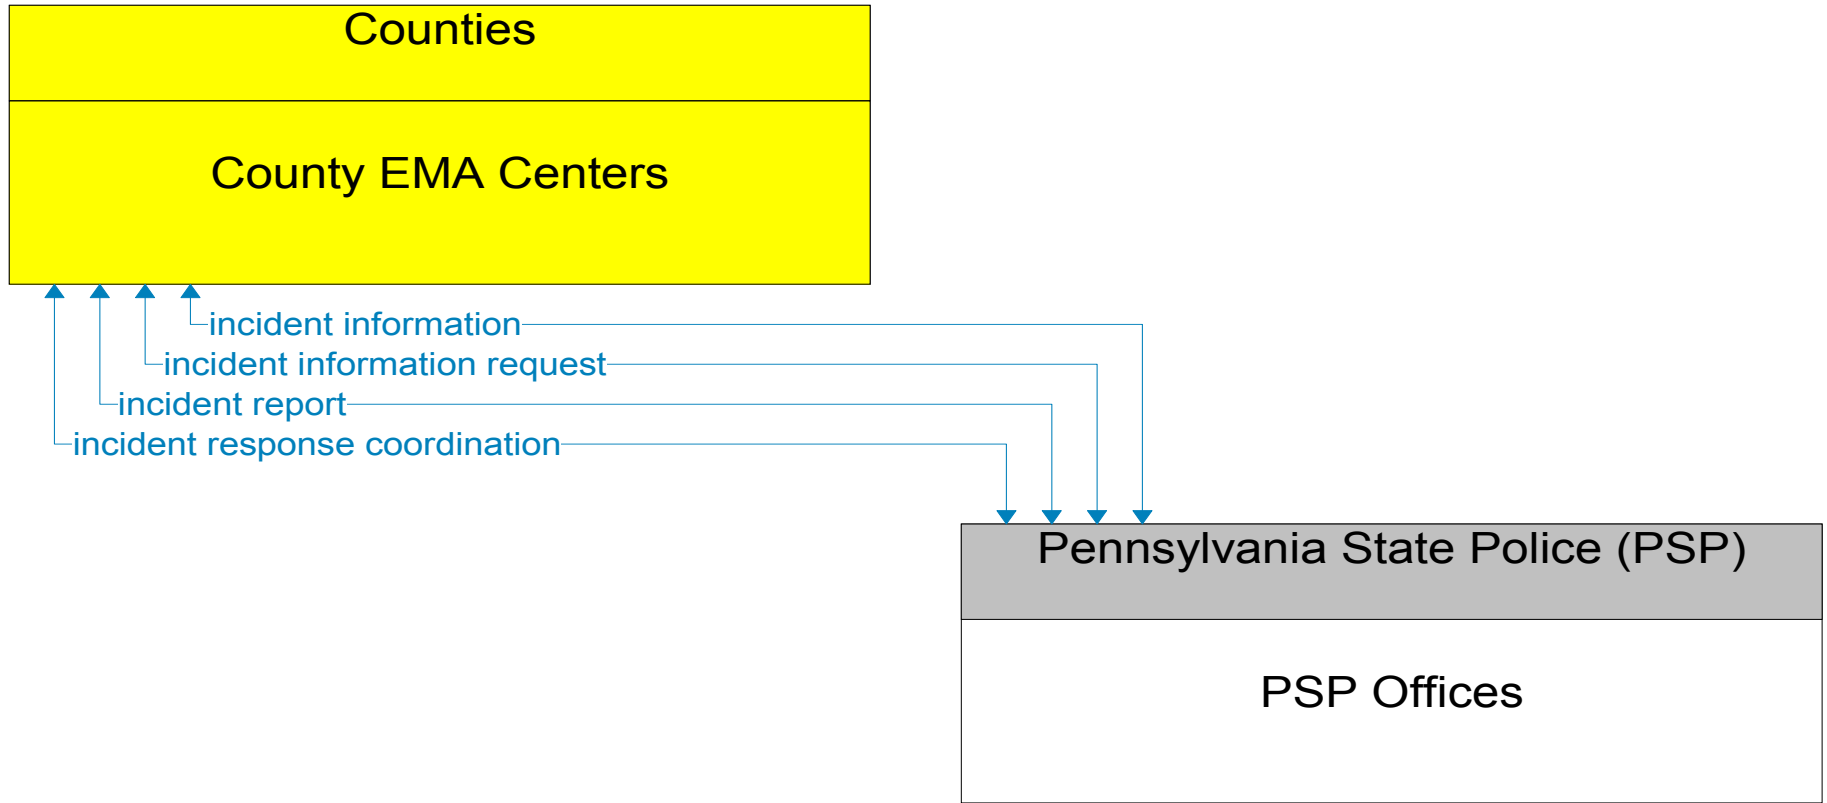 Counties
County EMA Centers
incident information
incident information request
incident report
incident response coordination
Pennsylvania State Police (PSP)
PSP Offices